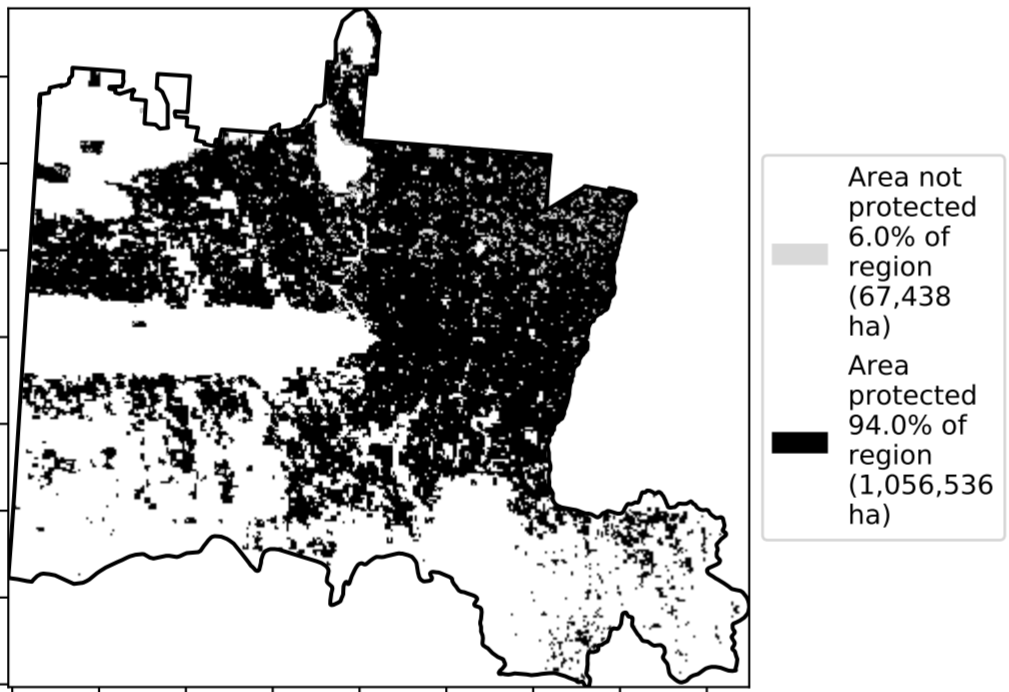 Area not
protected
6.0% of
region
(67,438
ha)
Area
protected
94.0% of
region
(1,056,536
ha)